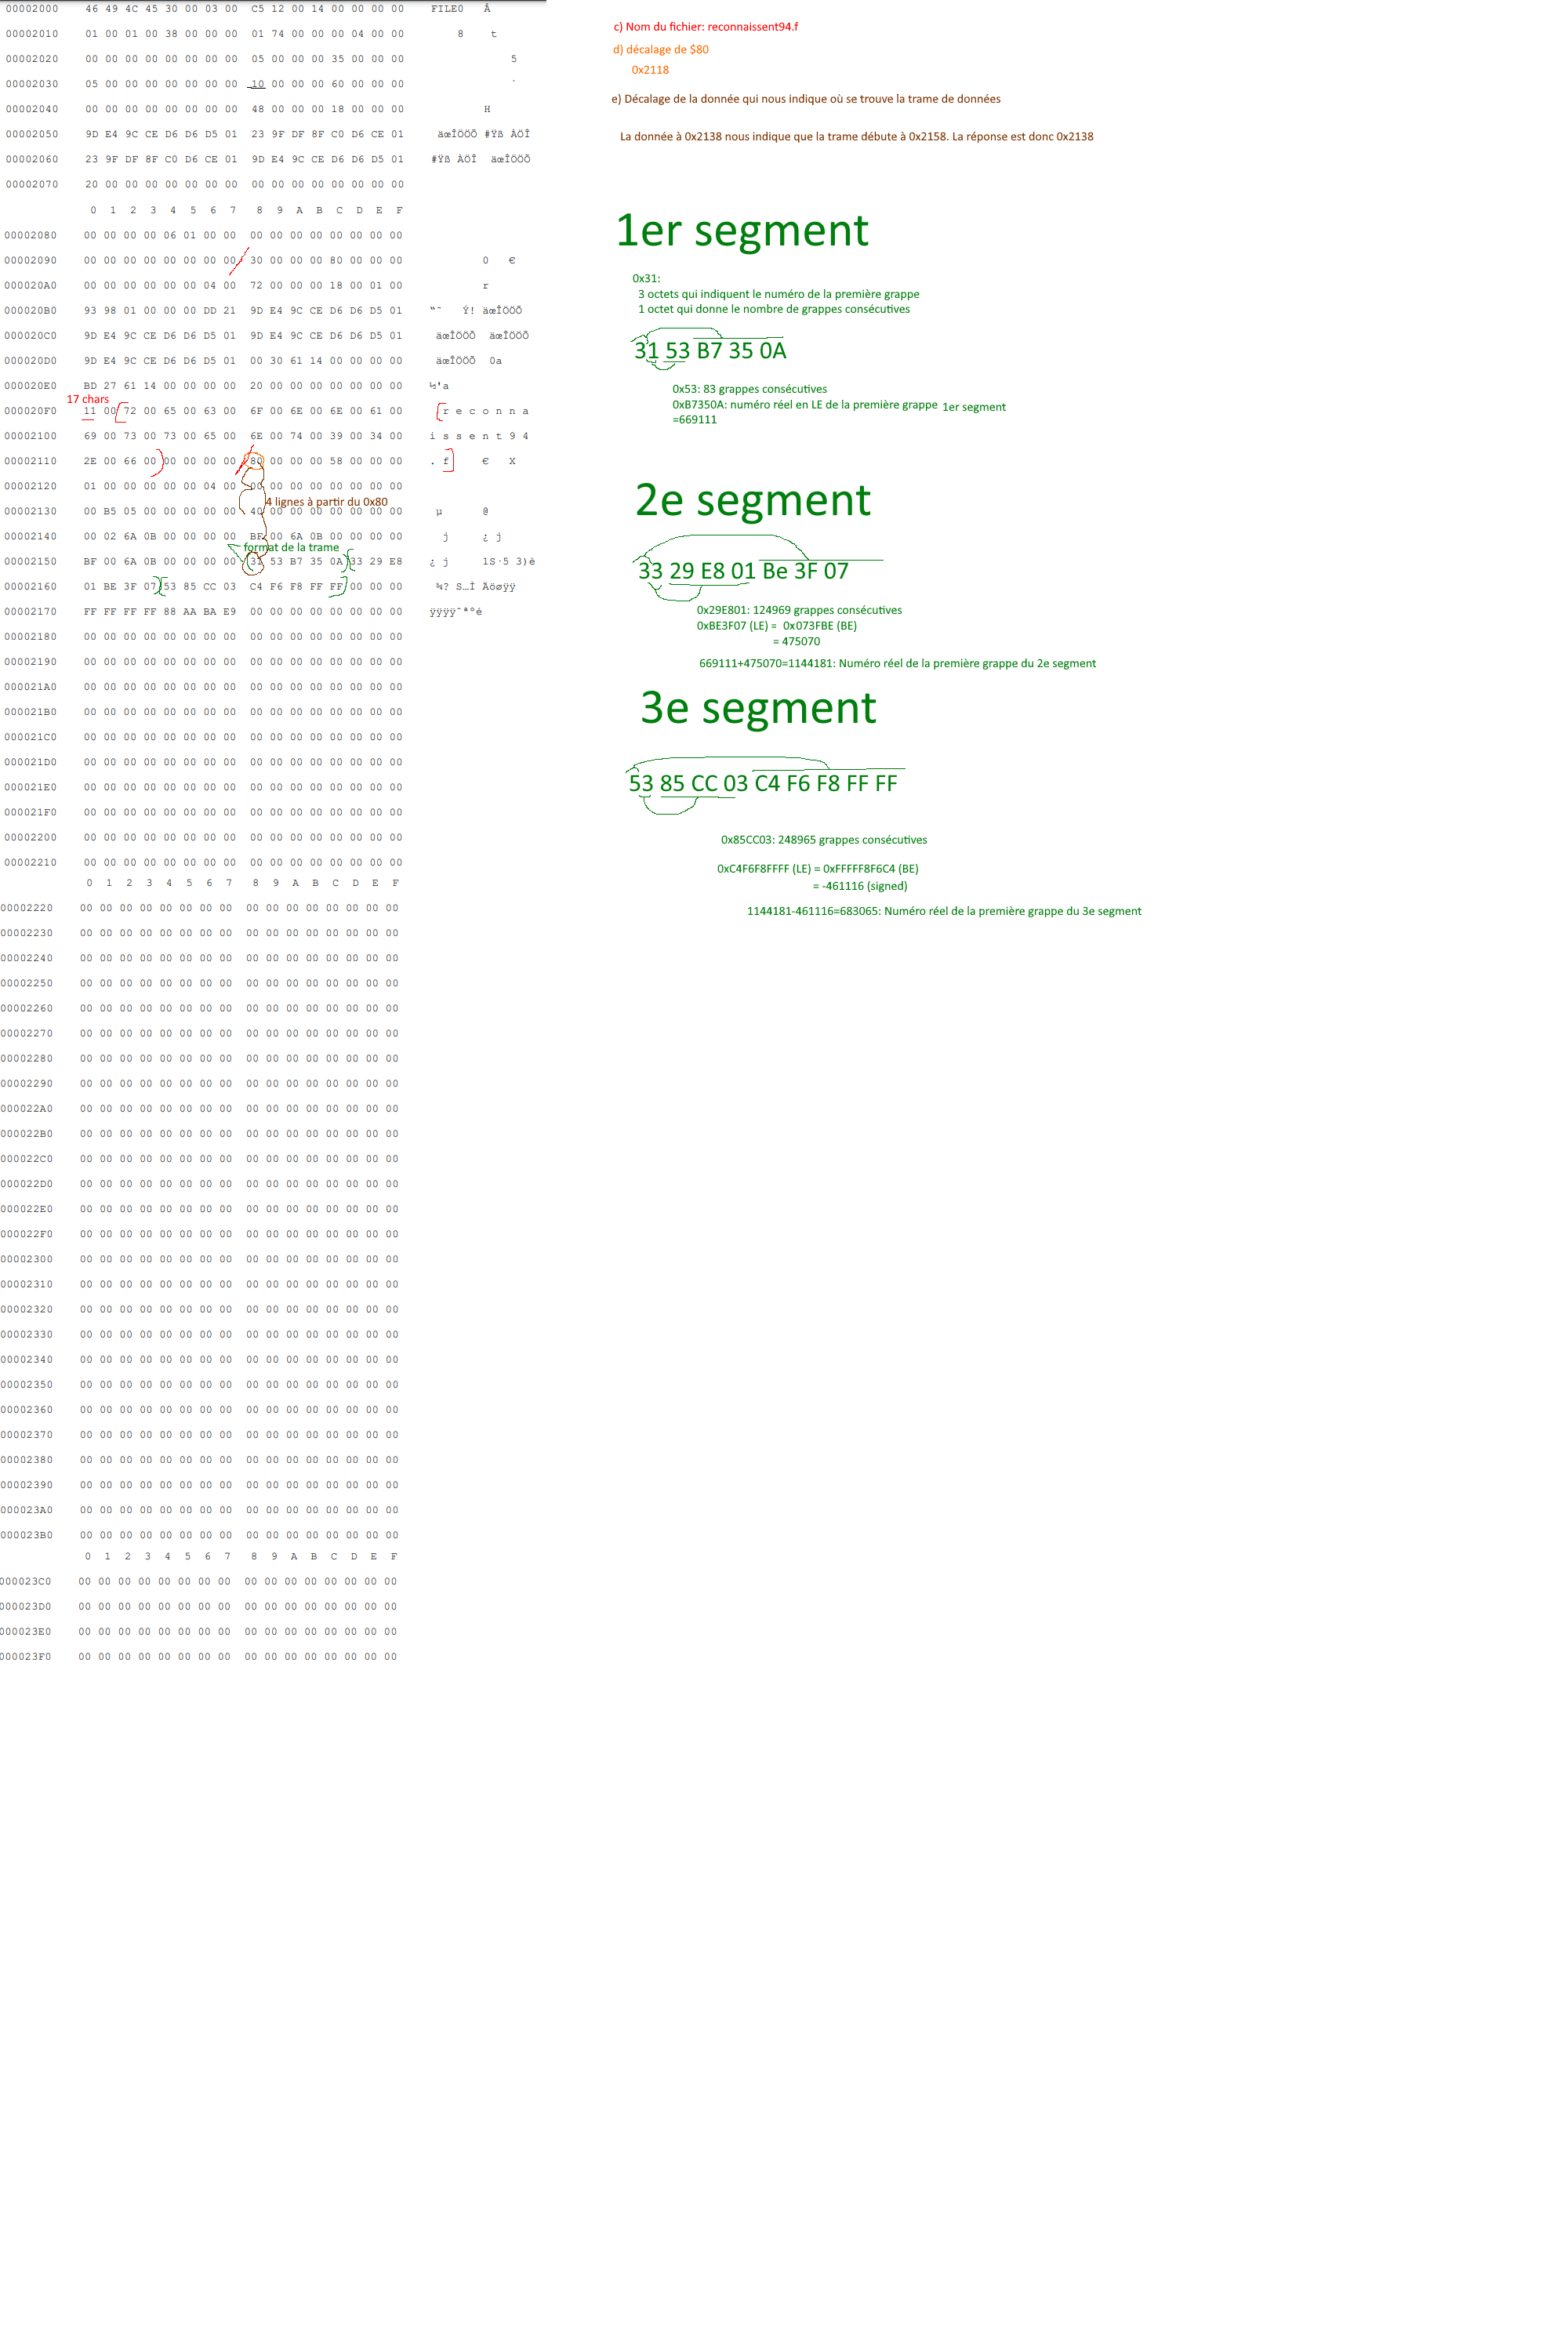 00002000 46 49 4C 45 30 00 03 00 C5 12 00 14 00 00 00 00 FILE0 Å
00002010 01 00 01 00 38 00 00 00 01 74 00 00 00 04 00 00 8 t
00002020 00 00 00 00 00 00 00 00 05 00 00 00 35 00 00 00 5
00002030 05 00 00 00 00 00 00 00 10 00 00 00 60 00 00 00 `
00002040 00 00 00 00 00 00 00 00 48 00 00 00 18 00 00 00 H
00002050 9D E4 9C CE D6 D6 D5 01 23 9F DF 8F C0 D6 CE 01 äœÎÖÖÕ #Ÿß ÀÖÎ
00002060 23 9F DF 8F C0 D6 CE 01 9D E4 9C CE D6 D6 D5 01 #Ÿß ÀÖÎ äœÎÖÖÕ
00002070 20 00 00 00 00 00 00 00 00 00 00 00 00 00 00 00
0 1 2 3 4 5 6 7 8 9 A B C D E F
00002080 00 00 00 00 06 01 00 00 00 00 00 00 00 00 00 00
00002090 00 00 00 00 00 00 00 00 30 00 00 00 80 00 00 00 0 €
000020A0 00 00 00 00 00 00 04 00 72 00 00 00 18 00 01 00 r
000020B0 93 98 01 00 00 00 DD 21 9D E4 9C CE D6 D6 D5 01 “˜ Ý! äœÎÖÖÕ
000020C0 9D E4 9C CE D6 D6 D5 01 9D E4 9C CE D6 D6 D5 01 äœÎÖÖÕ äœÎÖÖÕ
000020D0 9D E4 9C CE D6 D6 D5 01 00 30 61 14 00 00 00 00 äœÎÖÖÕ 0a
000020E0 BD 27 61 14 00 00 00 00 20 00 00 00 00 00 00 00 ½'a
17 chars
000020F0 11 00 72 00 65 00 63 00 6F 00 6E 00 6E 00 61 00 r e c o n n a
00002100 69 00 73 00 73 00 65 00 6E 00 74 00 39 00 34 00 i s s e n t 9 4
00002110 2E 00 66 00 00 00 00 00 80 00 00 00 58 00 00 00 . f € X
00002120 01 00 00 00 00 00 04 00 00 00 00 00 00 00 00 00
4 lignes à partir du 0x80
00002130 00 B5 05 00 00 00 00 00 40 00 00 00 00 00 00 00 µ @
00002140 00 02 6A 0B 00 00 00 00 BF 00 6A 0B 00 00 00 00 j ¿ j
format de la trame
00002150 BF 00 6A 0B 00 00 00 00 31 53 B7 35 0A 33 29 E8 ¿ j 1S·5 3)è
00002160 01 BE 3F 07 53 85 CC 03 C4 F6 F8 FF FF 00 00 00 ¾? S…Ì Äöøÿÿ
00002170 FF FF FF FF 88 AA BA E9 00 00 00 00 00 00 00 00 ÿÿÿÿˆªºé
00002180 00 00 00 00 00 00 00 00 00 00 00 00 00 00 00 00
00002190 00 00 00 00 00 00 00 00 00 00 00 00 00 00 00 00
000021A0 00 00 00 00 00 00 00 00 00 00 00 00 00 00 00 00
000021B0 00 00 00 00 00 00 00 00 00 00 00 00 00 00 00 00
000021C0 00 00 00 00 00 00 00 00 00 00 00 00 00 00 00 00
000021D0 00 00 00 00 00 00 00 00 00 00 00 00 00 00 00 00
000021E0 00 00 00 00 00 00 00 00 00 00 00 00 00 00 00 00
000021F0 00 00 00 00 00 00 00 00 00 00 00 00 00 00 00 00
00002200 00 00 00 00 00 00 00 00 00 00 00 00 00 00 00 00
00002210 00 00 00 00 00 00 00 00 00 00 00 00 00 00 00 00
0 1 2 3 4 5 6 7 8 9 A B C D E F
00002220 00 00 00 00 00 00 00 00 00 00 00 00 00 00 00 00
00002230 00 00 00 00 00 00 00 00 00 00 00 00 00 00 00 00
00002240 00 00 00 00 00 00 00 00 00 00 00 00 00 00 00 00
00002250 00 00 00 00 00 00 00 00 00 00 00 00 00 00 00 00
00002260 00 00 00 00 00 00 00 00 00 00 00 00 00 00 00 00
00002270 00 00 00 00 00 00 00 00 00 00 00 00 00 00 00 00
00002280 00 00 00 00 00 00 00 00 00 00 00 00 00 00 00 00
00002290 00 00 00 00 00 00 00 00 00 00 00 00 00 00 00 00
000022A0 00 00 00 00 00 00 00 00 00 00 00 00 00 00 00 00
000022B0 00 00 00 00 00 00 00 00 00 00 00 00 00 00 00 00
000022C0 00 00 00 00 00 00 00 00 00 00 00 00 00 00 00 00
000022D0 00 00 00 00 00 00 00 00 00 00 00 00 00 00 00 00
000022E0 00 00 00 00 00 00 00 00 00 00 00 00 00 00 00 00
000022F0 00 00 00 00 00 00 00 00 00 00 00 00 00 00 00 00
00002300 00 00 00 00 00 00 00 00 00 00 00 00 00 00 00 00
00002310 00 00 00 00 00 00 00 00 00 00 00 00 00 00 00 00
00002320 00 00 00 00 00 00 00 00 00 00 00 00 00 00 00 00
00002330 00 00 00 00 00 00 00 00 00 00 00 00 00 00 00 00
00002340 00 00 00 00 00 00 00 00 00 00 00 00 00 00 00 00
00002350 00 00 00 00 00 00 00 00 00 00 00 00 00 00 00 00
00002360 00 00 00 00 00 00 00 00 00 00 00 00 00 00 00 00
00002370 00 00 00 00 00 00 00 00 00 00 00 00 00 00 00 00
00002380 00 00 00 00 00 00 00 00 00 00 00 00 00 00 00 00
00002390 00 00 00 00 00 00 00 00 00 00 00 00 00 00 00 00
000023A0 00 00 00 00 00 00 00 00 00 00 00 00 00 00 00 00
000023B0 00 00 00 00 00 00 00 00 00 00 00 00 00 00 00 00
0 1 2 3 4 5 6 7 8 9 A B C D E F
000023C0 00 00 00 00 00 00 00 00 00 00 00 00 00 00 00 00
000023D0 00 00 00 00 00 00 00 00 00 00 00 00 00 00 00 00
000023E0 00 00 00 00 00 00 00 00 00 00 00 00 00 00 00 00
000023F0 00 00 00 00 00 00 00 00 00 00 00 00 00 00 00 00
c) Nom du fichier: reconnaissent94.f
d) décalage de $80
0x2118
e) Décalage de la donnée qui nous indique où se trouve la trame de données
La donnée à 0x2138 nous indique que la trame débute à 0x2158. La réponse est donc 0x2138
1er segment
0x31:
3 octets qui indiquent le numéro de la première grappe
1 octet qui donne le nombre de grappes consécutives
31 53 B7 35 0A
0x53: 83 grappes consécutives
0xB7350A: numéro réel en LE de la première grappe 1er segment
=669111
2e segment
33 29 E8 01 Be 3F 07
0x29E801: 124969 grappes consécutives
0xBE3F07 (LE) = 0x073FBE (BE)
= 475070
669111+475070=1144181: Numéro réel de la première grappe du 2e segment
3e segment
53 85 CC 03 C4 F6 F8 FF FF
0x85CC03: 248965 grappes consécutives
0xC4F6F8FFFF (LE) = 0xFFFFF8F6C4 (BE)
= -461116 (signed)
1144181-461116=683065: Numéro réel de la première grappe du 3e segment